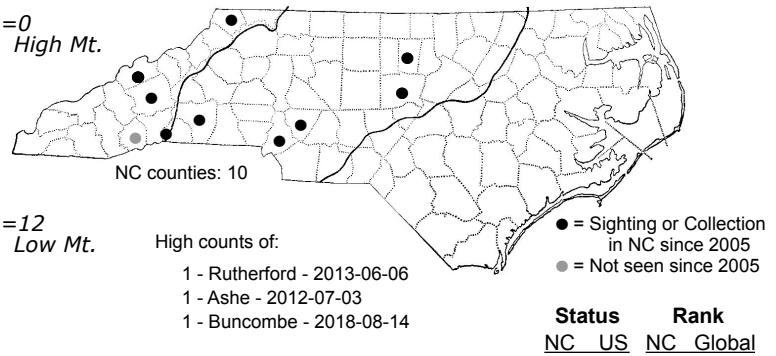 =0
High Mt.
NC counties: 10
=12
Low Mt.
High counts of:
1 - Rutherford - 2013-06-06
1 - Ashe - 2012-07-03
1 - Buncombe - 2018-08-14
= Sighting or Collection
in NC since 2005
= Not seen since 2005
Status Rank
NC US NC Global